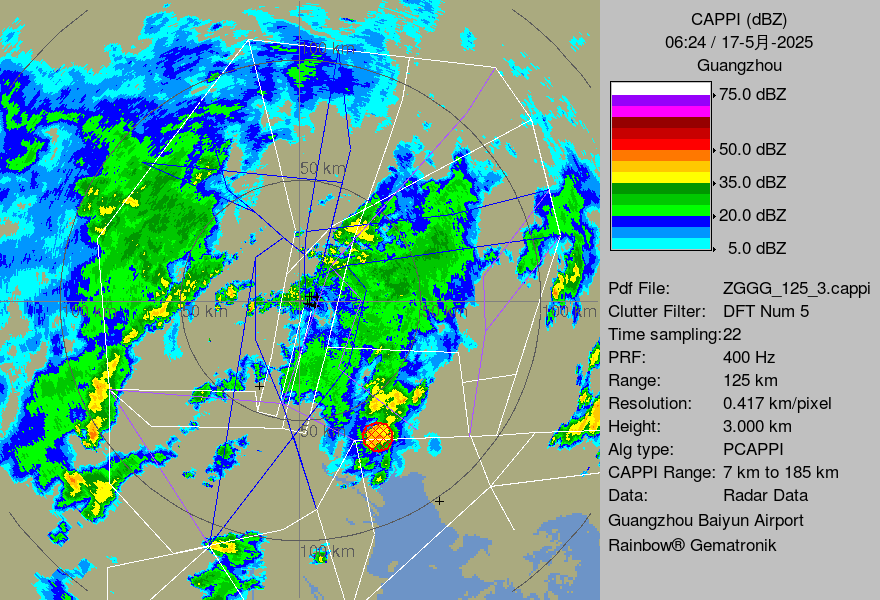 CAPPI (dBZ)
06:24 / 17-5月-2025
Guangzhou
75.0 dBZ
50.0 dBZ
35.0 dBZ
20.0 dBZ
5.0 dBZ
Pdf File: ZGGG_125_3.cappi
Clutter Filter: DFT Num 5
Time sampling:22
PRF: 400 Hz
Range: 125 km
Resolution: 0.417 km/pixel
Height: 3.000 km
Alg type: PCAPPI
CAPPI Range: 7 km to 185 km
Data: Radar Data
Guangzhou Baiyun Airport
Rainbow® Gematronik
100 km
50 km
100 km
50 km
50 km
100 km
50 km
100 km